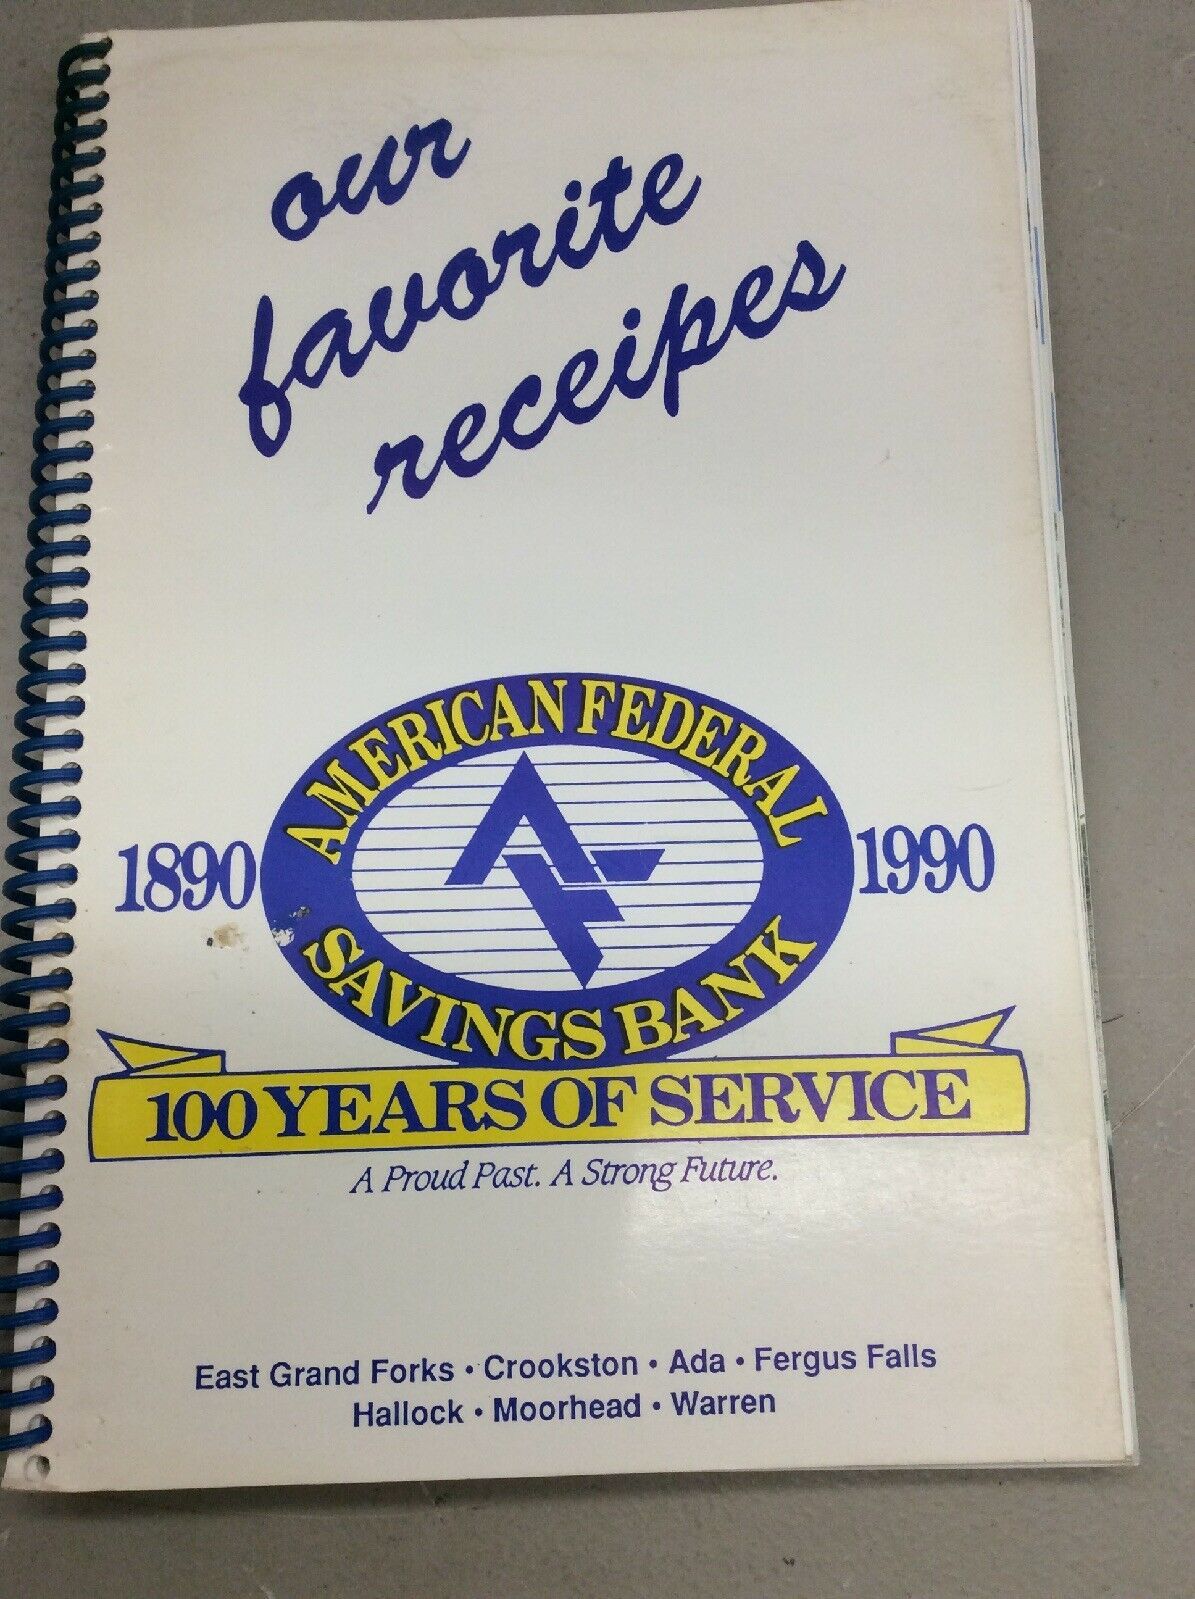 our
favorite
receipes
AMERICAN FEDERAL
1890
AF
1990
SAVINGS BANK
100 YEARS OF SERVICE
A Proud Past. A Strong Future.
East Grand Forks • Crookston • Ada • Fergus Falls
Hallock • Moorhead • Warren